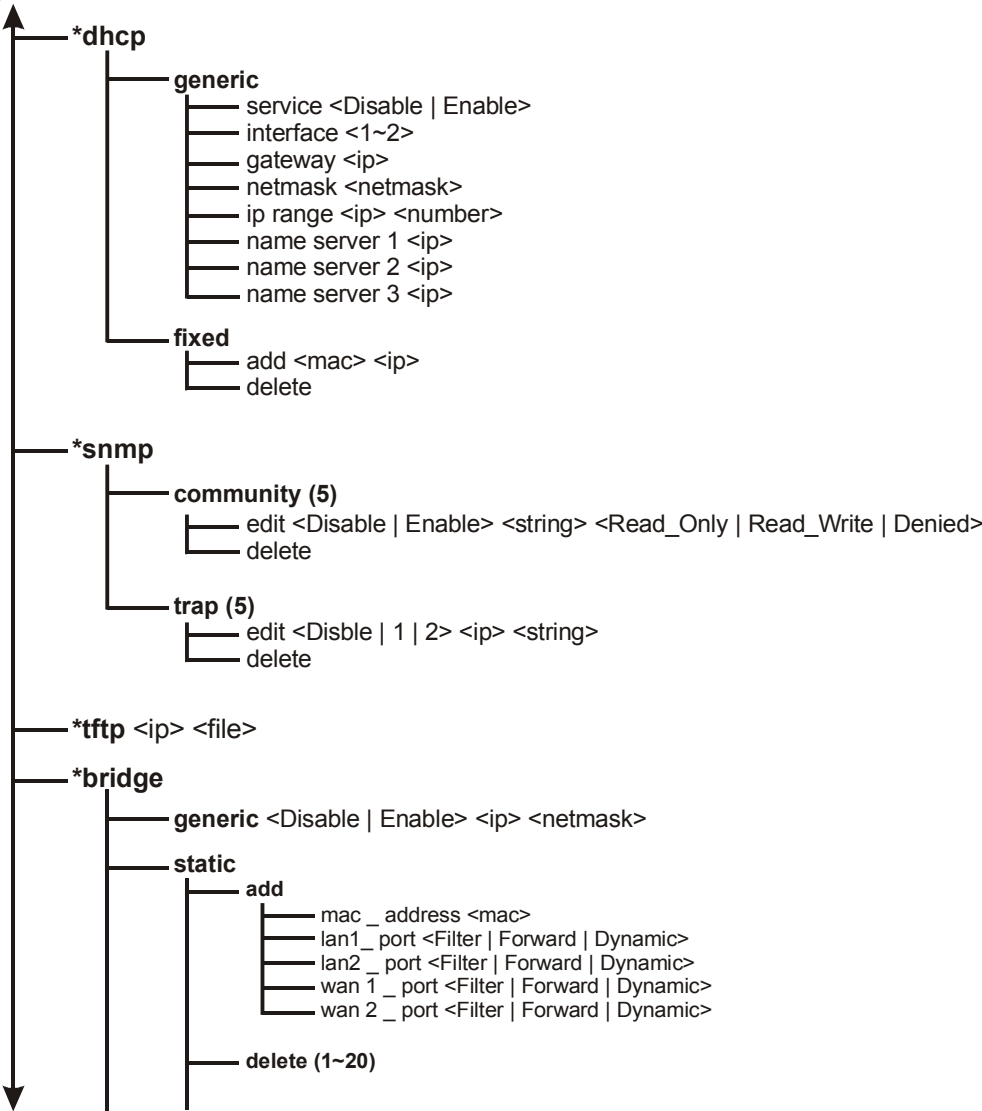 *dhcp
generic
service <Disable | Enable>
interface <1~2>
gateway <ip>
netmask <netmask>
ip range <ip> <number>
name server 1 <ip>
name server 2 <ip>
name server 3 <ip>
fixed
add <mac> <ip>
delete
*snmp
community (5)
edit <Disable | Enable> <string> <Read_Only | Read_Write | Denied>
delete
trap (5)
edit <Disble | 1 | 2> <ip> <string>
delete
*tftp <ip> <file>
*bridge
generic <Disable | Enable> <ip> <netmask>
static
add
mac _ address <mac>
lan1_ port <Filter | Forward | Dynamic>
lan2 _ port <Filter | Forward | Dynamic>
wan 1 _ port <Filter | Forward | Dynamic>
wan 2 _ port <Filter | Forward | Dynamic>
delete (1~20)